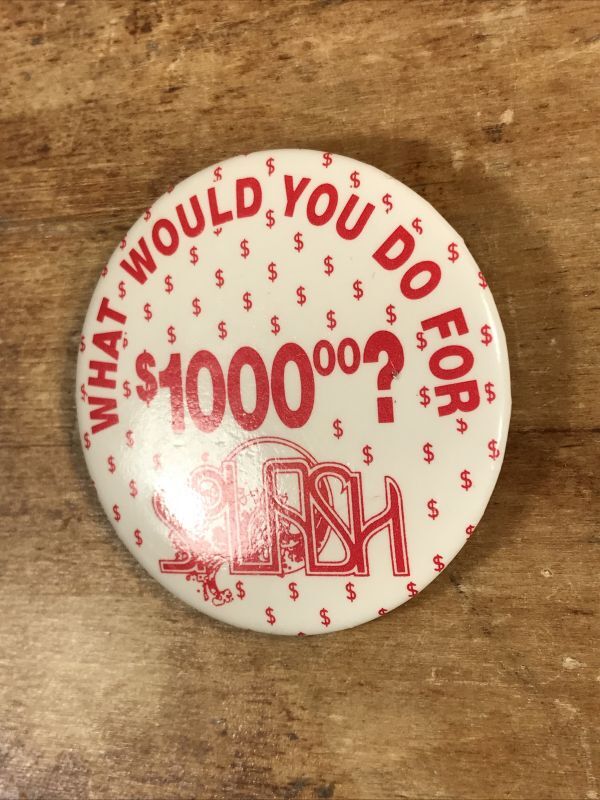 WHAT WOULD YOU DO FOR
$1000⁰⁰?
SPLASH